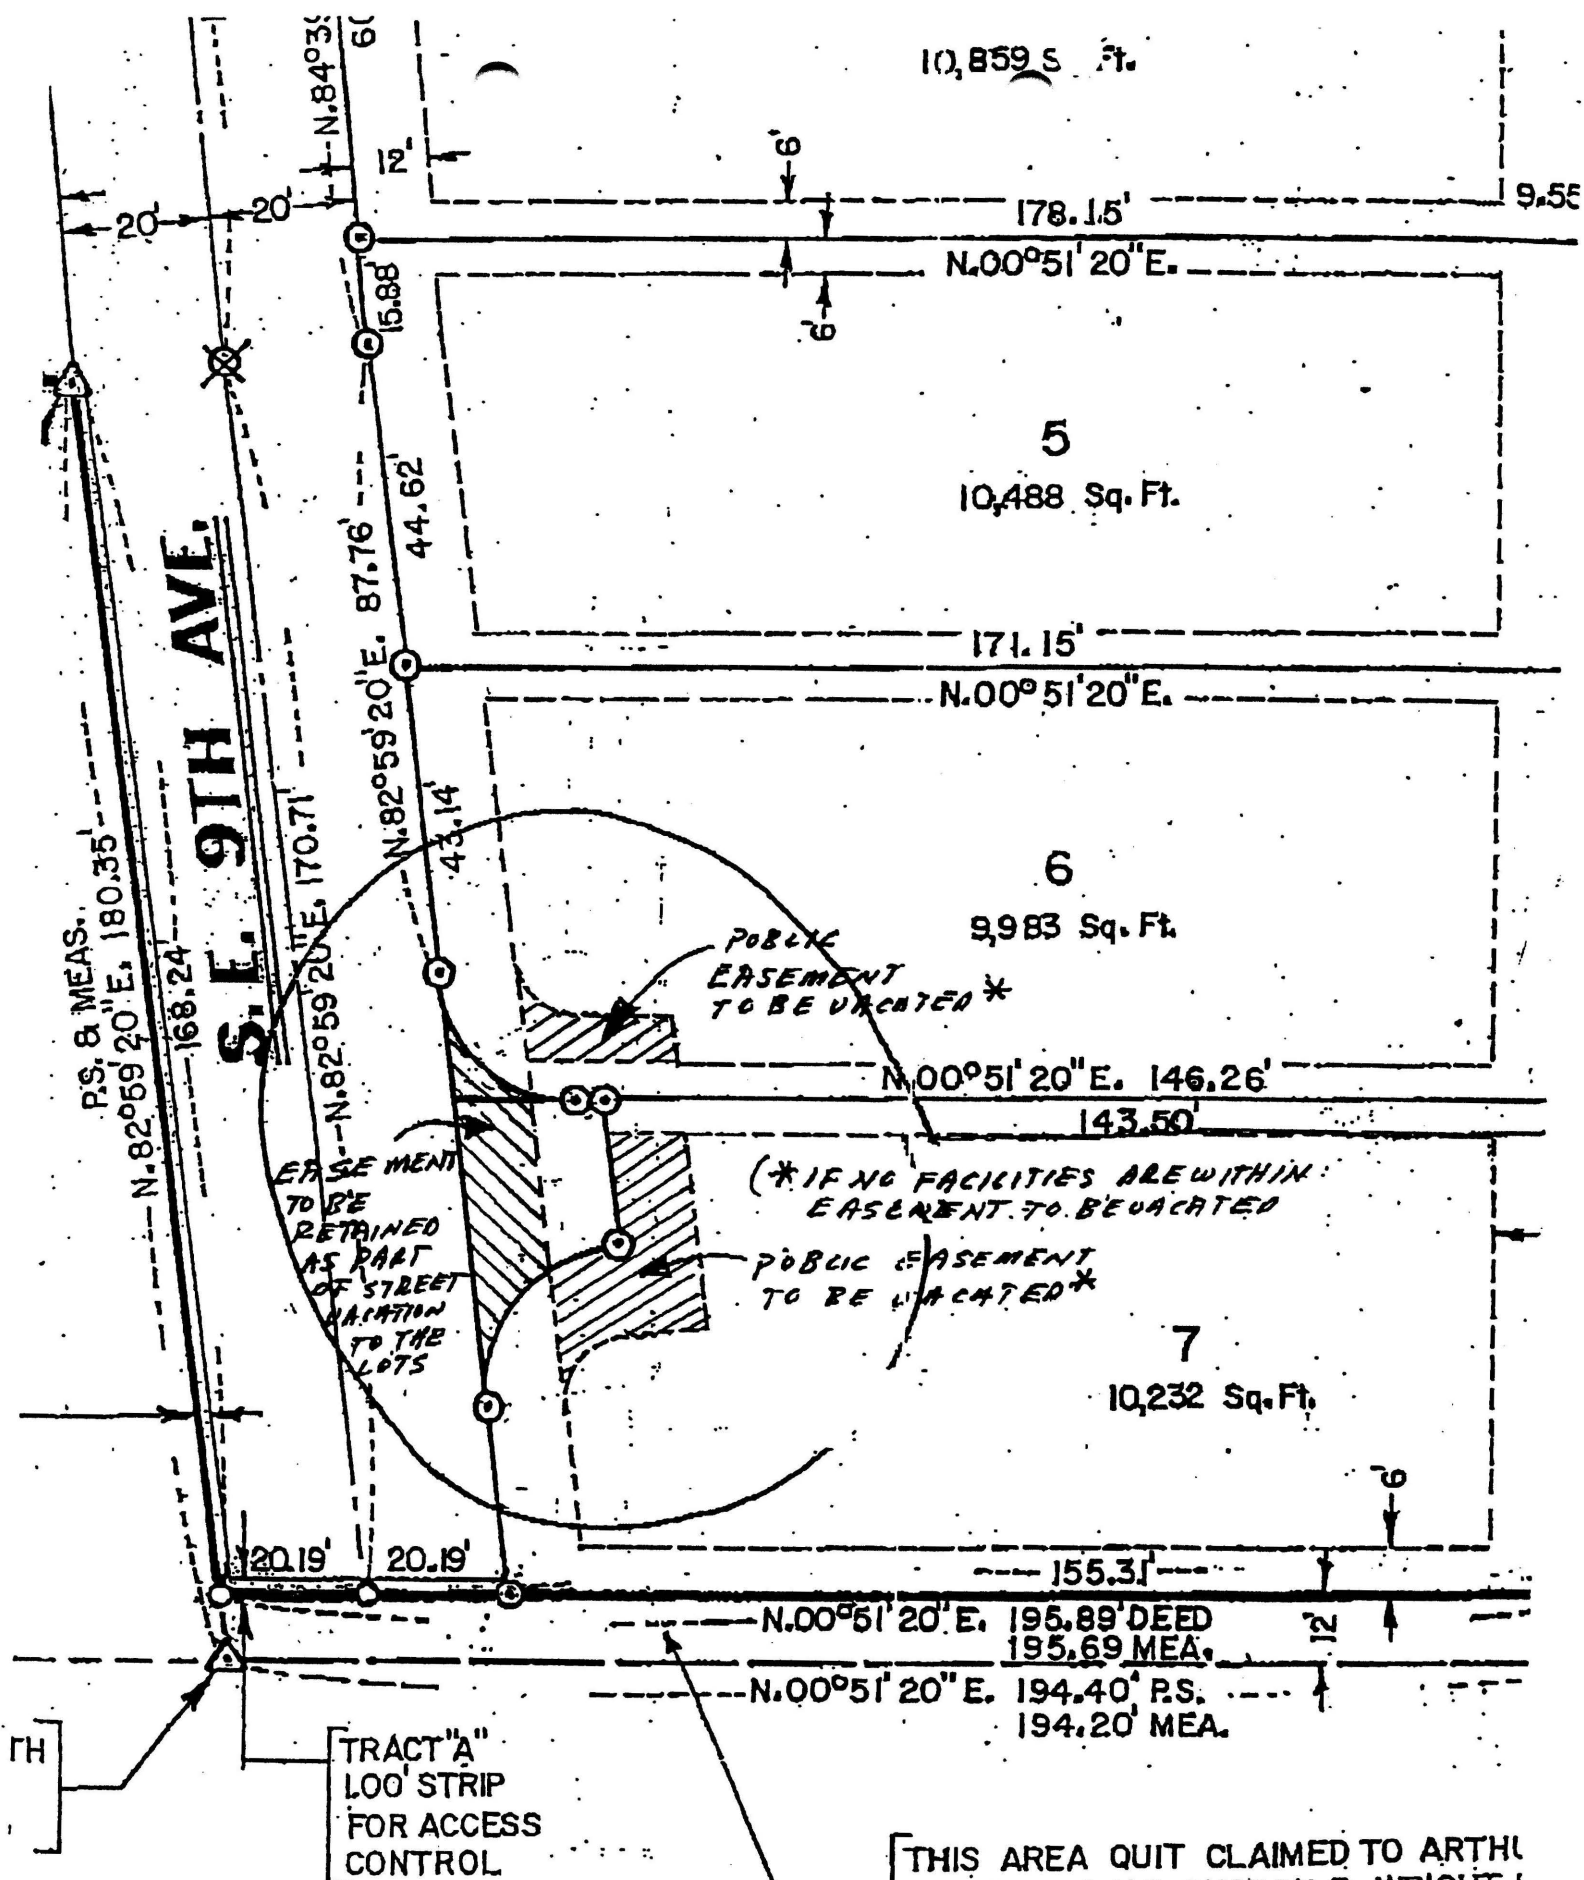 10,859 S Ft.
N.84°3
6'
12'
20'
20'
178.15'
9.55
N.00°51'20"E.
6'
15.88'
5
10,488 Sq. Ft.
44.62'
N.82°59'20"E. 87.76'
171.15'
N.00°51'20"E.
S.E. 9TH AVE.
43.14'
6
9,983 Sq. Ft.
P.S. & MEAS.
N.82°59'20"E. 180.35'
168.24'
N.82°59'20"E. 170.71'
PUBLIC
EASEMENT
TO BE VACATED*
N.00°51'20"E. 146.26'
143.50'
EASEMENT
TO BE
RETAINED
AS PART
OF STREET
VACATION
TO THE
LOTS
(*IF NO FACILITIES ARE WITHIN
EASEMENT TO BE VACATED
PUBLIC EASEMENT
TO BE VACATED*
7
10,232 Sq. Ft.
6'
20.19'
20.19'
155.31'
N.00°51'20"E. 195.89' DEED
195.69 MEA.
12'
N.00°51'20"E. 194.40' P.S.
194.20' MEA.
TH
TRACT "A"
1.00' STRIP
FOR ACCESS
CONTROL
THIS AREA QUIT CLAIMED TO ARTHU